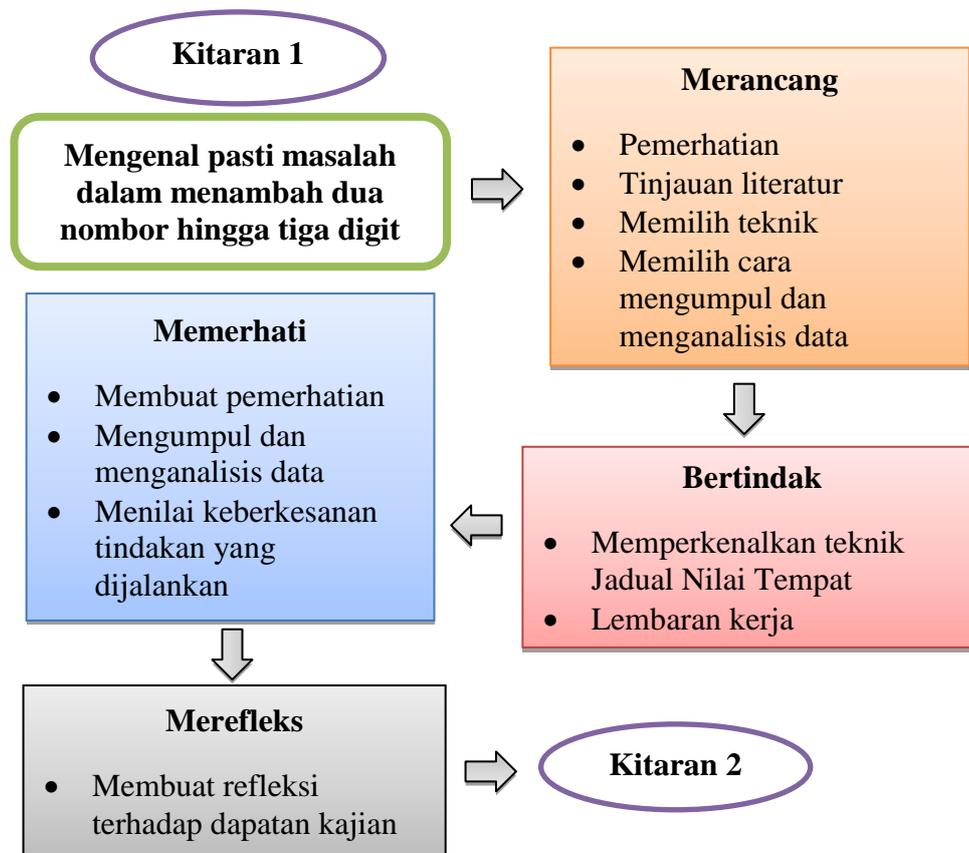 Kitaran 1
Mengenal pasti masalah
dalam menambah dua
nombor hingga tiga digit
Merancang
• Pemerhatian
• Tinjauan literatur
• Memilih teknik
• Memilih cara
mengumpul dan
menganalisis data
Bertindak
• Memperkenalkan teknik
Jadual Nilai Tempat
• Lembaran kerja
Memerhati
• Membuat pemerhatian
• Mengumpul dan
menganalisis data
• Menilai keberkesanan
tindakan yang
dijalankan
Merefleks
• Membuat refleksi
terhadap dapatan kajian
Kitaran 2